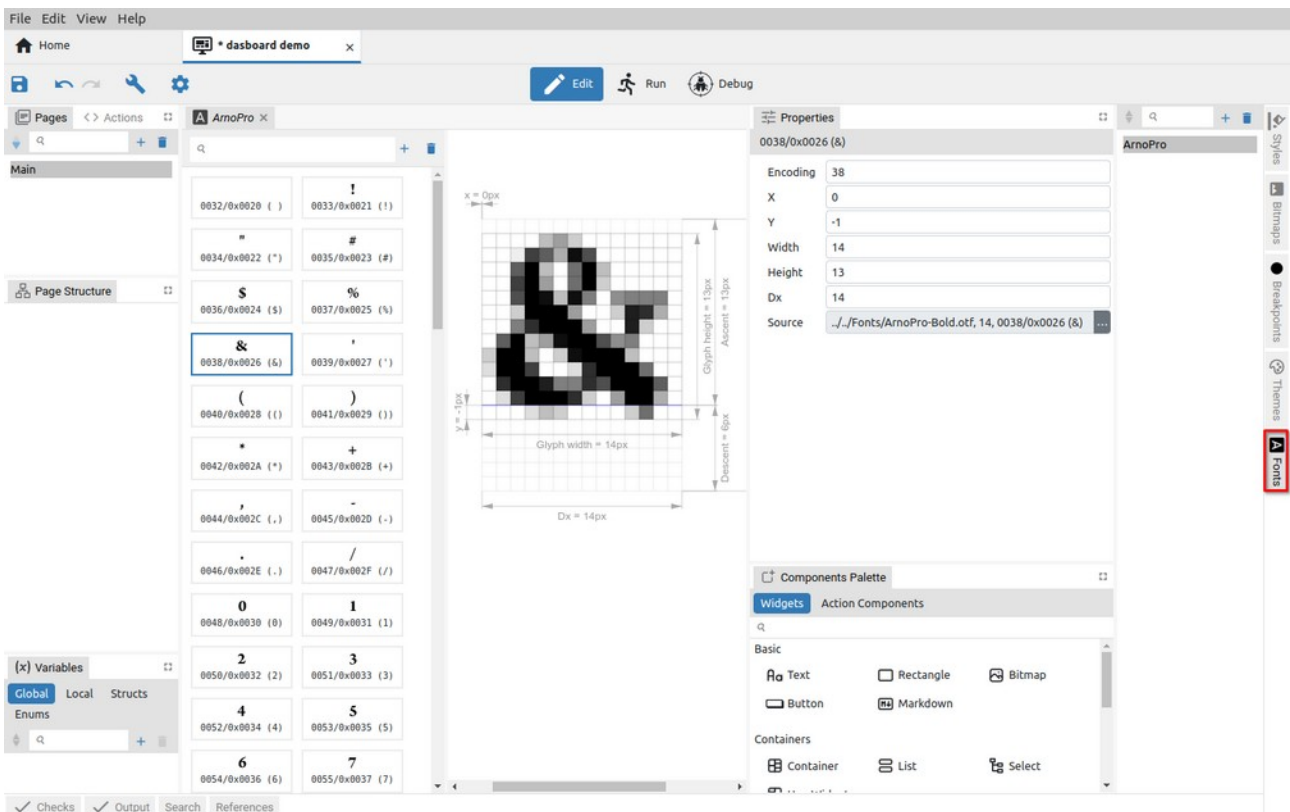 File Edit View Help
Home
* dasboard demo x
Edit
Run
Debug
Pages
Actions
Main
Page Structure
(x) Variables
Global Local Structs
Enums
A ArnoPro ×
0032/0x0020 ( )
!
0033/0x0021 (!)
"
0034/0x0022 (")
#
0035/0x0023 (#)
$
0036/0x0024 ($)
%
0037/0x0025 (%)
&
0038/0x0026 (&)
'
0039/0x0027 (')
(
0040/0x0028 (()
)
0041/0x0029 ())
*
0042/0x002A (*)
+
0043/0x002B (+)
,
0044/0x002C (,)
-
0045/0x002D (-)
.
0046/0x002E (.)
/
0047/0x002F (/)
0
0048/0x0030 (0)
1
0049/0x0031 (1)
2
0050/0x0032 (2)
3
0051/0x0033 (3)
4
0052/0x0034 (4)
5
0053/0x0035 (5)
6
0054/0x0036 (6)
7
0055/0x0037 (7)
x = 0px
&
Glyph height = 13px
Ascent = 13px
y = -1px
Glyph width = 14px
Descent = 6px
Dx = 14px
Properties
0038/0x0026 (&)
Encoding 38
X 0
Y -1
Width 14
Height 13
Dx 14
Source ../../Fonts/ArnoPro-Bold.otf, 14, 0038/0x0026 (&) ...
Components Palette
Widgets Action Components
Basic
Text Rectangle Bitmap
Button Markdown
Containers
Container List Select
ArnoPro
Styles
Bitmaps
Breakpoints
Themes
A Fonts
Checks Output Search References